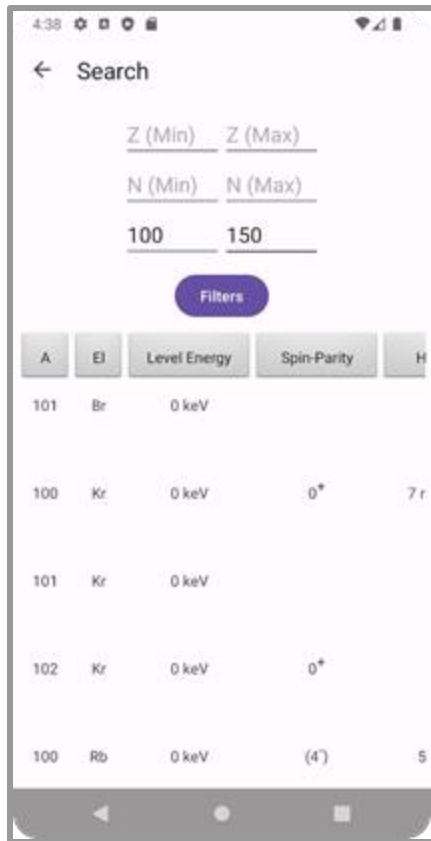 4:38
Search
Z (Min) Z (Max)
N (Min) N (Max)
100 150
Filters
A El Level Energy Spin-Parity H
101 Br 0 keV
100 Kr 0 keV 0⁺ 7
101 Kr 0 keV
102 Kr 0 keV 0⁺
100 Rb 0 keV (4⁻) 5